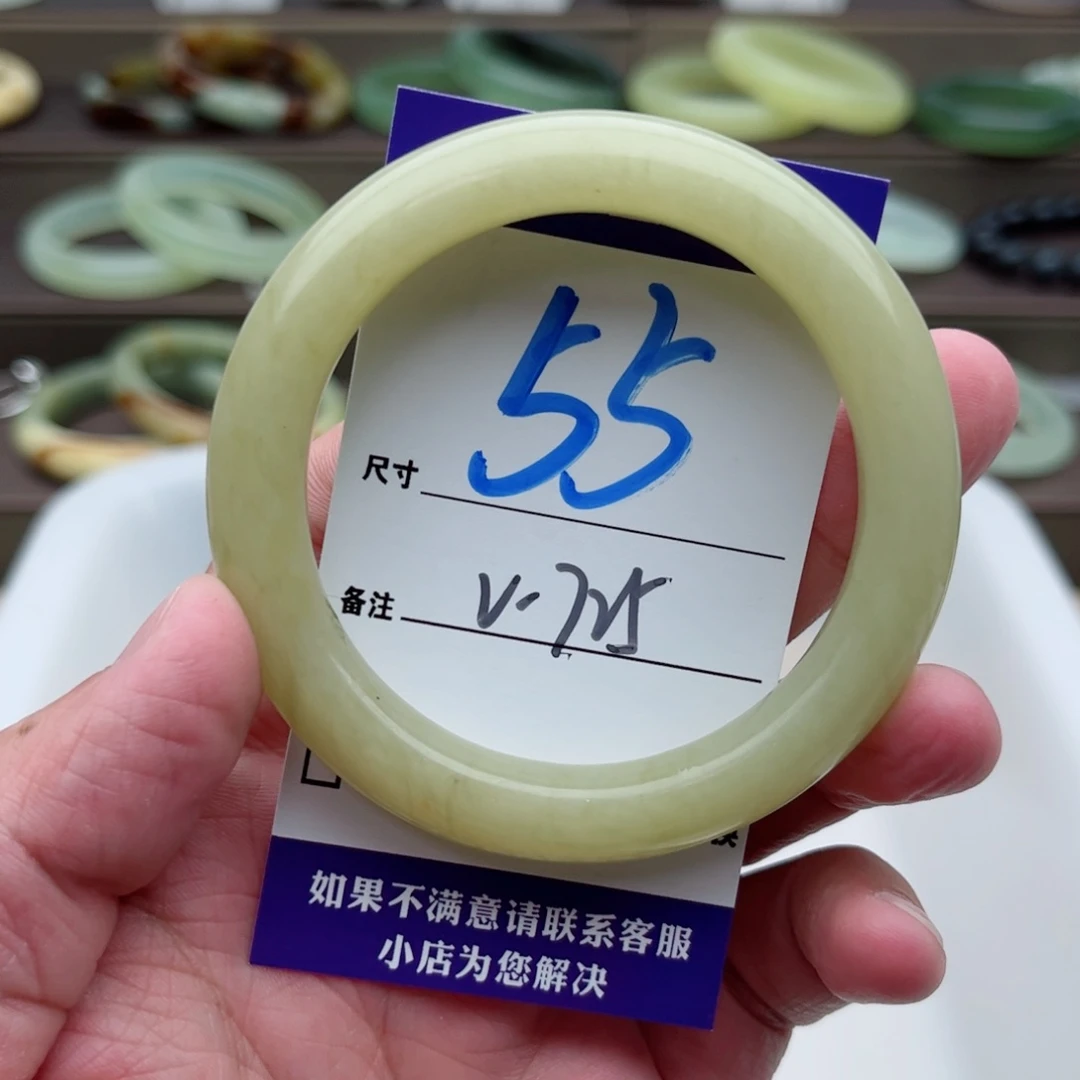 尺寸 55
备注
如果不满意请联系客服
小店为您解决